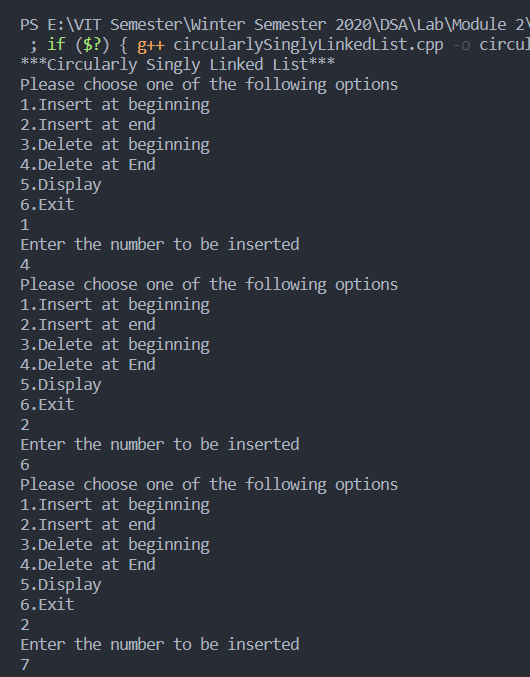 PS E:\VIT Semester\Winter Semester 2020\DSA\Lab\Module 2\
; if ($?) { g++ circularlySinglyLinkedList.cpp -o circul
***Circularly Singly Linked List***
Please choose one of the following options
1.Insert at beginning
2.Insert at end
3.Delete at beginning
4.Delete at End
5.Display
6.Exit
1
Enter the number to be inserted
4
Please choose one of the following options
1.Insert at beginning
2.Insert at end
3.Delete at beginning
4.Delete at End
5.Display
6.Exit
2
Enter the number to be inserted
6
Please choose one of the following options
1.Insert at beginning
2.Insert at end
3.Delete at beginning
4.Delete at End
5.Display
6.Exit
2
Enter the number to be inserted
7